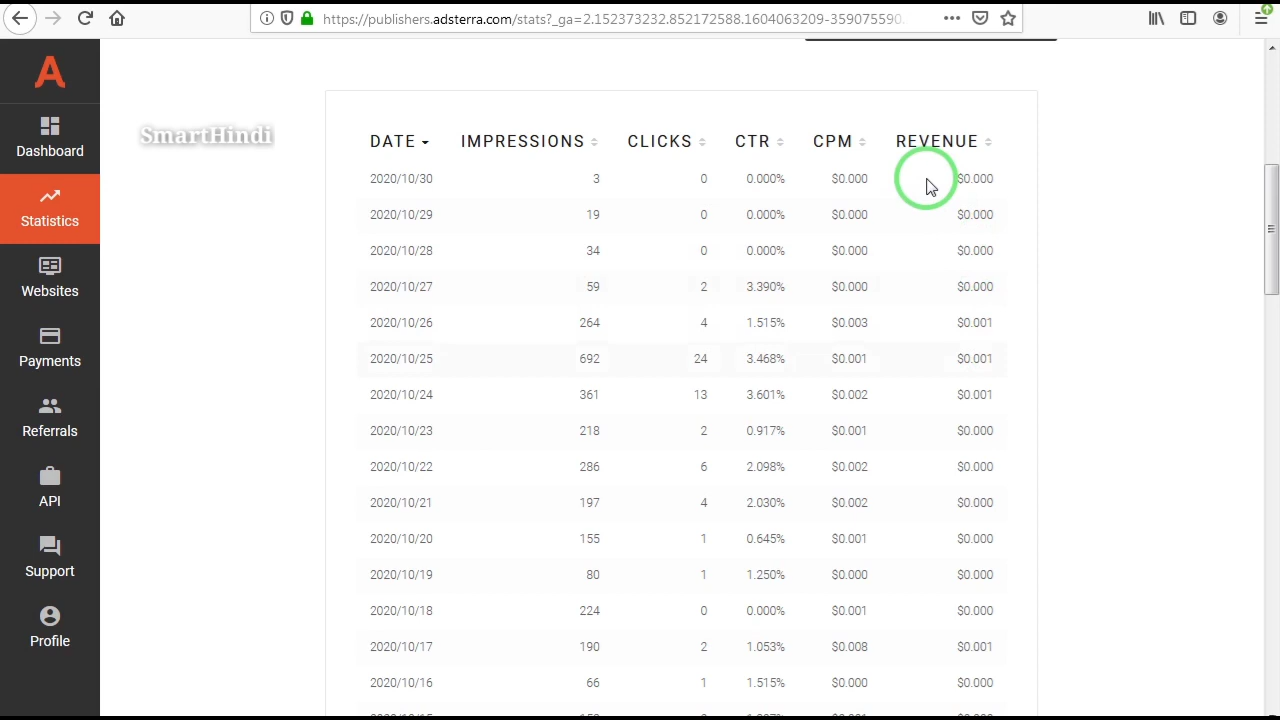 https://publishers.adsterra.com/stats?_ga=2.152373232.852172588.1604063209-359075590.
Dashboard
Statistics
Websites
Payments
Referrals
API
Support
Profile
SmartHindi
DATE IMPRESSIONS CLICKS CTR CPM REVENUE
2020/10/30 3 0 0.000% $0.000 $0.000
2020/10/29 19 0 0.000% $0.000 $0.000
2020/10/28 34 0 0.000% $0.000 $0.000
2020/10/27 59 2 3.390% $0.000 $0.000
2020/10/26 264 4 1.515% $0.003 $0.001
2020/10/25 692 24 3.468% $0.001 $0.001
2020/10/24 361 13 3.601% $0.002 $0.001
2020/10/23 218 2 0.917% $0.001 $0.000
2020/10/22 286 6 2.098% $0.002 $0.000
2020/10/21 197 4 2.030% $0.002 $0.000
2020/10/20 155 1 0.645% $0.001 $0.000
2020/10/19 80 1 1.250% $0.000 $0.000
2020/10/18 224 0 0.000% $0.001 $0.000
2020/10/17 190 2 1.053% $0.008 $0.001
2020/10/16 66 1 1.515% $0.000 $0.000